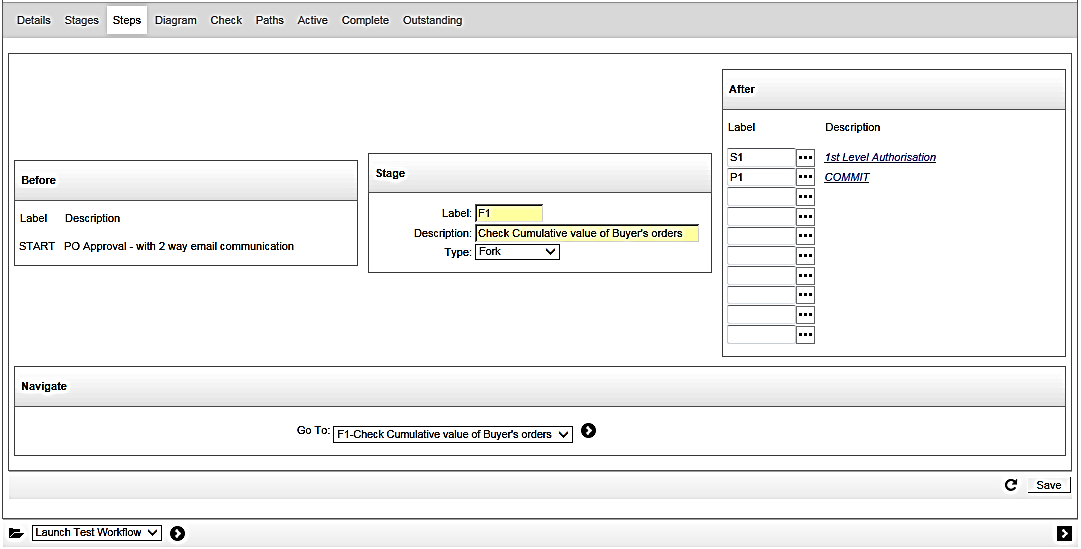 Details Stages Steps Diagram Check Paths Active Complete Outstanding
After
Label Description
S1 ... 1st Level Authorisation
P1 ... COMMIT
...
...
...
...
...
...
...
...
Before
Label Description
START PO Approval - with 2 way email communication
Stage
Label: F1
Description: Check Cumulative value of Buyer's orders
Type: Fork
Navigate
Go To: F1-Check Cumulative value of Buyer's orders
Save
Launch Test Workflow